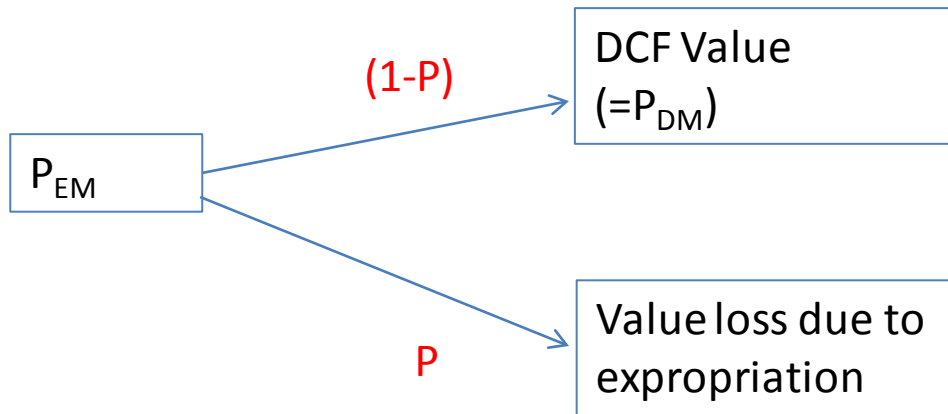 DCF Value
(=P_DM)
(1-P)
P_EM
Value loss due to
expropriation
P